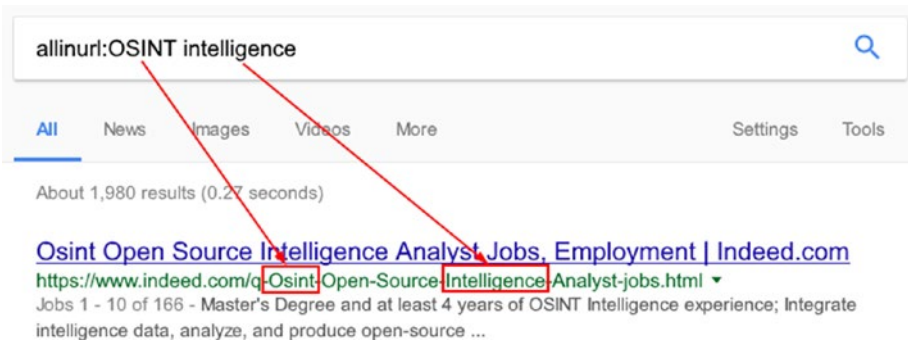 allinurl:OSINT intelligence
All News Images Videos More Settings Tools
About 1,980 results (0.27 seconds)
Osint Open Source Intelligence Analyst Jobs, Employment | Indeed.com
https://www.indeed.com/q-Osint-Open-Source-Intelligence-Analyst-jobs.html
Jobs 1 - 10 of 166 - Master's Degree and at least 4 years of OSINT Intelligence experience; Integrate
intelligence data, analyze, and produce open-source ...